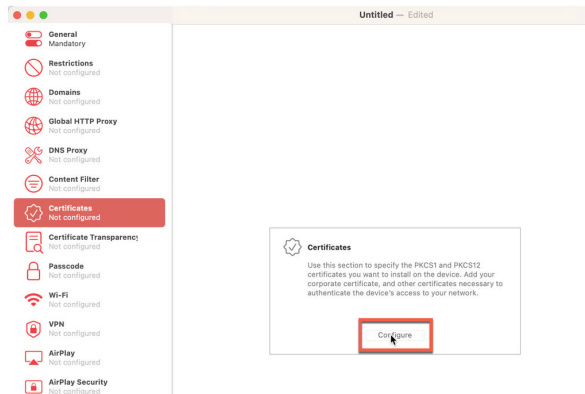 Untitled — Edited
General
Mandatory
Restrictions
Not configured
Domains
Not configured
Global HTTP Proxy
Not configured
DNS Proxy
Not configured
Content Filter
Not configured
Certificates
Not configured
Certificate Transparency
Not configured
Passcode
Not configured
Wi-Fi
Not configured
VPN
Not configured
AirPlay
Not configured
AirPlay Security
Not configured
Certificates
Use this section to specify the PKCS1 and PKCS12
certificates you want to install on the device. Add your
corporate certificate, and other certificates necessary to
authenticate the device's access to your network.
Configure